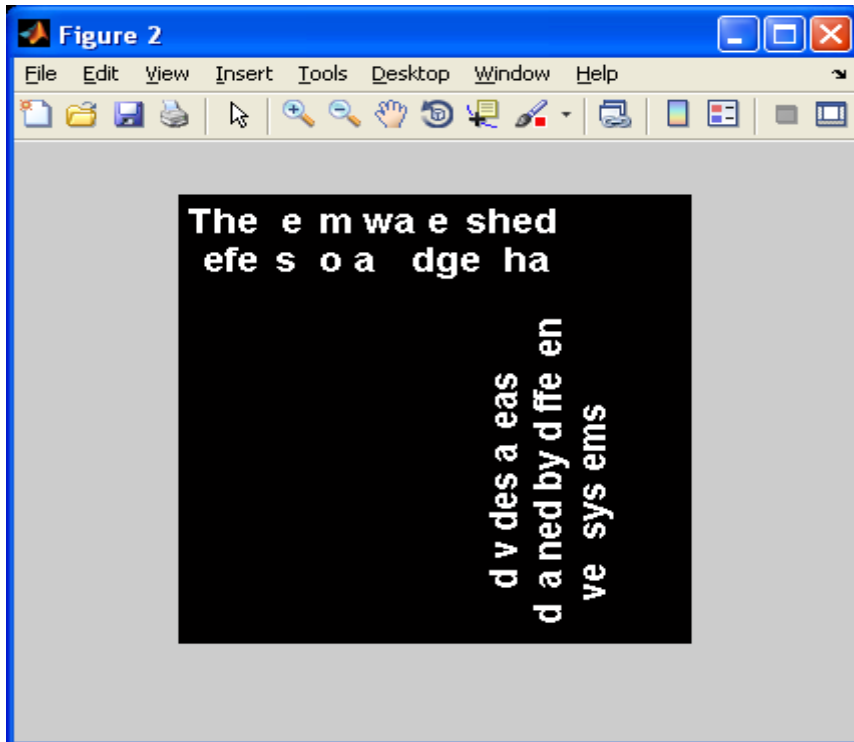 Figure 2
File Edit View Insert Tools Desktop Window Help
The e m wa e shed
efe s o a dge ha
d v des a eas
d a ned by d ffe en
ve sys ems